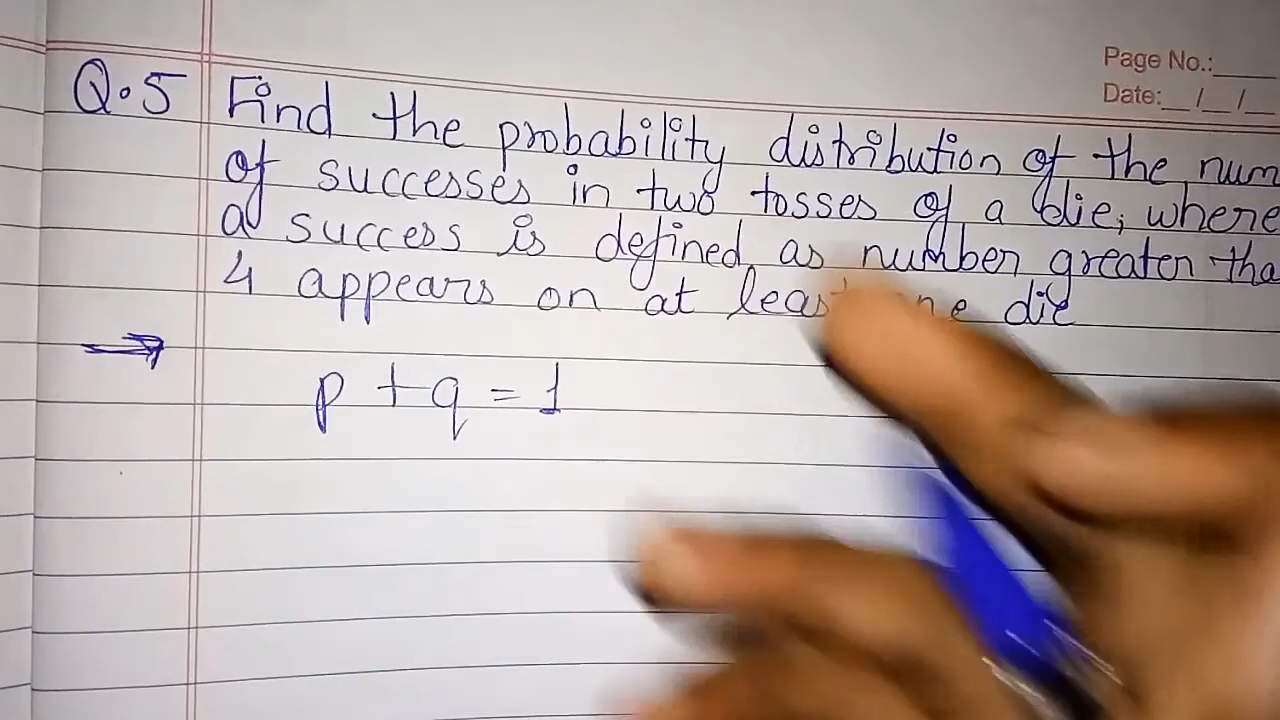 Page No.:
Date: / /
Q.5 Find the probability distribution of the num
of successes in two tosses of a die, where
a success is defined as number greater tha
4 appears on at die
p + q = 1